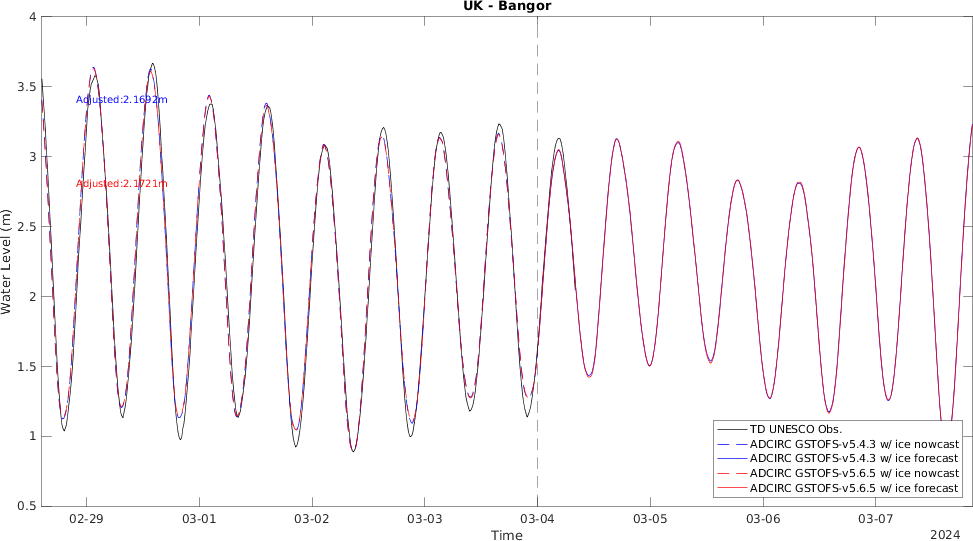 UK - Bangor
4
3.5
3
2.5
2
1.5
1
0.5
Water Level (m)
Adjusted:2.1692m
Adjusted:2.1721m
TD UNESCO Obs.
ADCIRC GSTOFS-v5.4.3 w/ ice nowcast
ADCIRC GSTOFS-v5.4.3 w/ ice forecast
ADCIRC GSTOFS-v5.6.5 w/ ice nowcast
ADCIRC GSTOFS-v5.6.5 w/ ice forecast
02-29 03-01 03-02 03-03 03-04 03-05 03-06 03-07
Time
2024